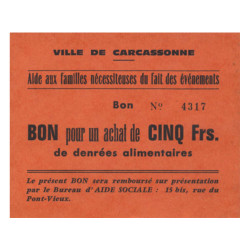 VILLE DE CARCASSONNE
Aide aux familles nécessiteuses du fait des événements
Bon Nº 4317
BON pour un achat de CINQ Frs.
de denrées alimentaires
Le présent BON sera remboursé sur présentation
par le Bureau d'AIDE SOCIALE : 15 bis, rue du
Pont-Vieux.